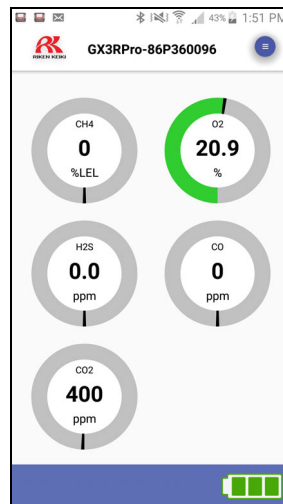 43% 1:51 PM
RIKEN KEIKI
GX3RPro-86P360096
CH4
0
%LEL
O2
20.9
%
H2S
0.0
ppm
CO
0
ppm
CO2
400
ppm